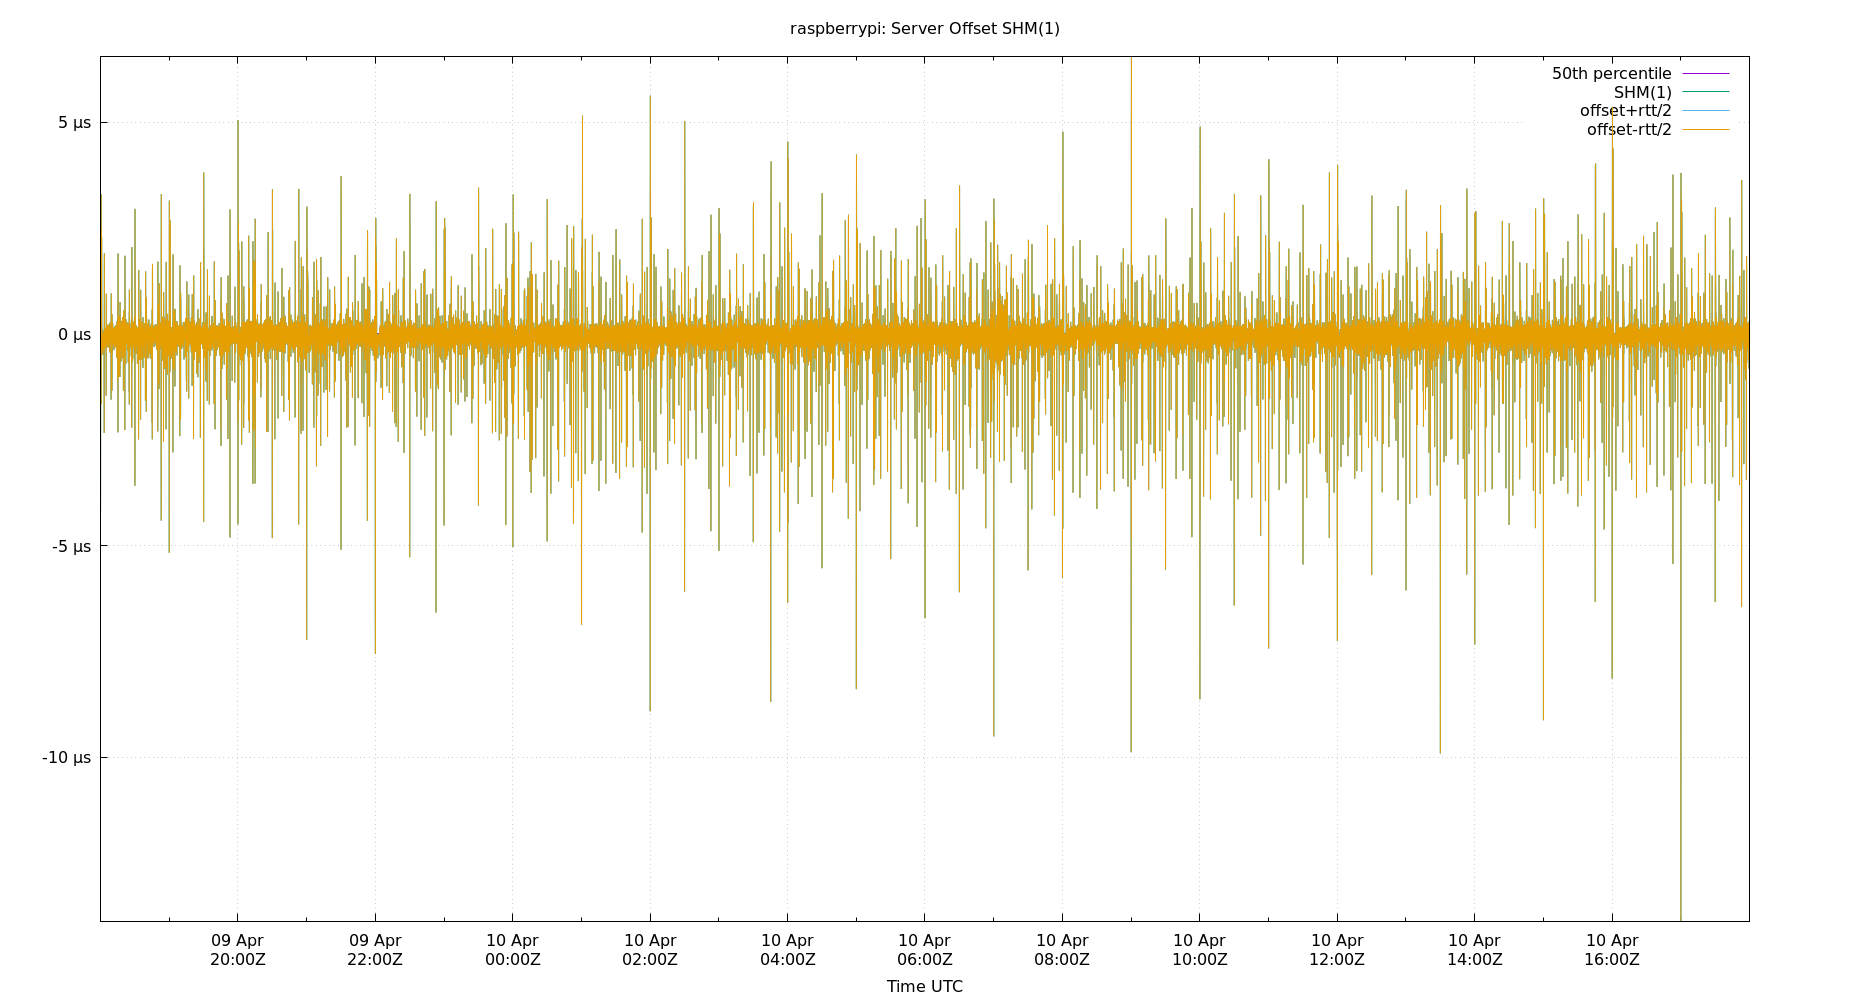 raspberrypi: Server Offset SHM(1)
50th percentile
SHM(1)
offset+rtt/2
offset-rtt/2
5 µs
0 µs
-5 µs
-10 µs
09 Apr 09 Apr 10 Apr 10 Apr 10 Apr 10 Apr 10 Apr 10 Apr 10 Apr 10 Apr 10 Apr
20:00Z 22:00Z 00:00Z 02:00Z 04:00Z 06:00Z 08:00Z 10:00Z 12:00Z 14:00Z 16:00Z
Time UTC